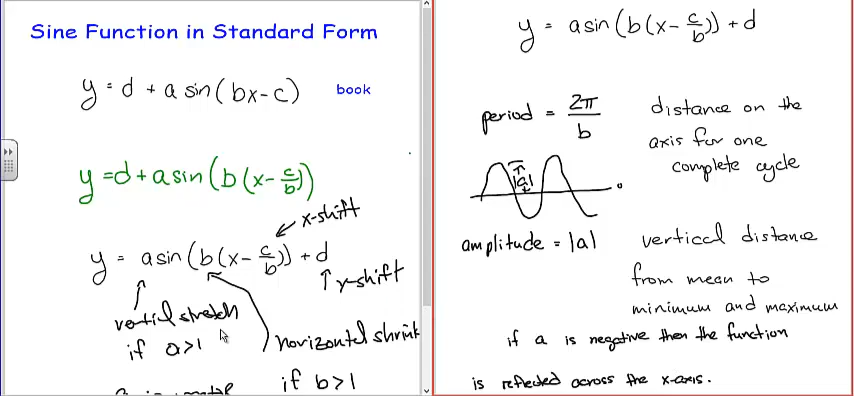 Sine Function in Standard Form
y = d + a sin(bx-c) book
y=d+a sin(b(x-c/b))
x-shift
y = a sin(b(x-c/b))+d
y-shift
vertical stretch
if a>1
horizontal shrink
if b>1
y = a sin(b(x-c/b))+d
period = 2π/b
distance on the
axis for one
complete cycle
|a|
amplitude = |a|
vertical distance
from mean to
minimum and maximum
if a is negative then the function
is reflected across the x-axis.